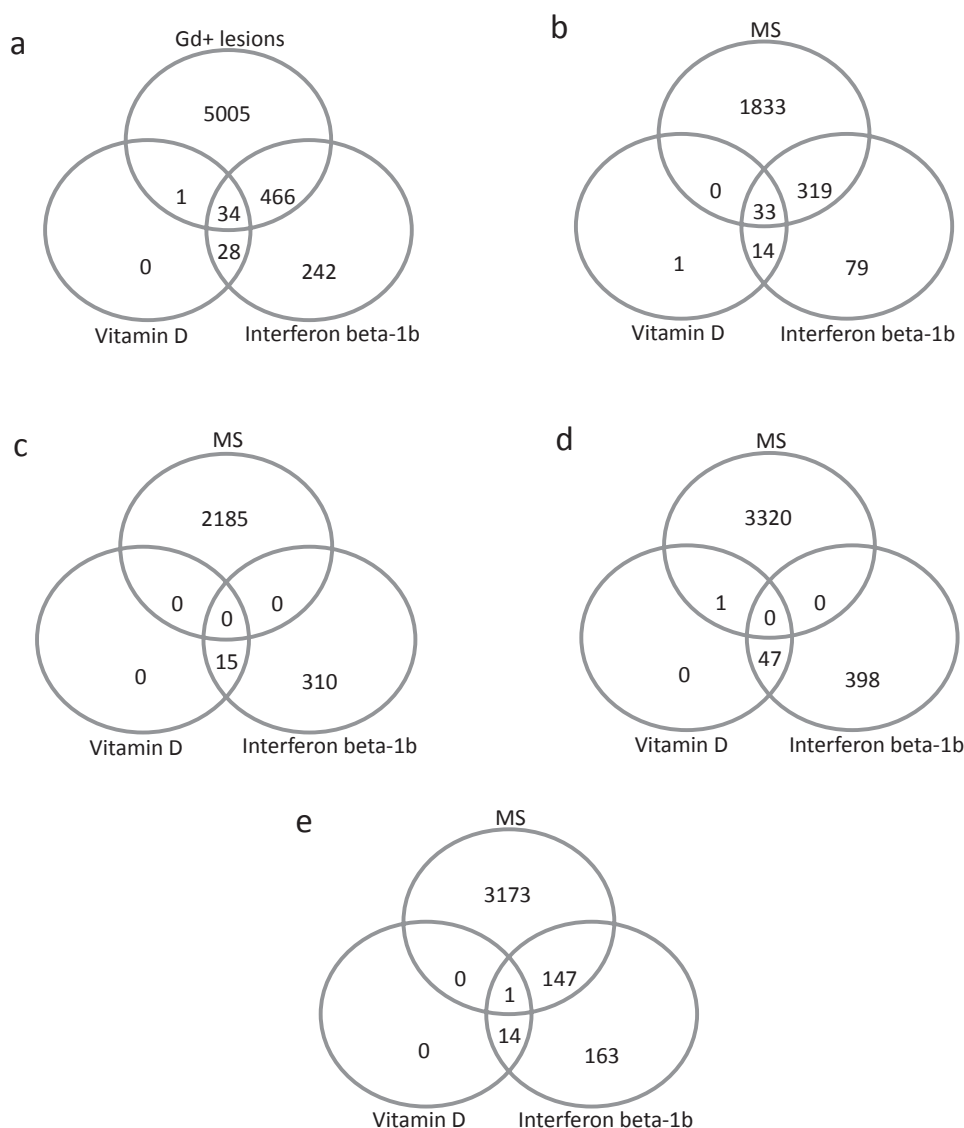 a
Gd+ lesions
5005
1
34
466
0
28
242
Vitamin D
Interferon beta-1b
b
MS
1833
0
33
319
1
14
79
Vitamin D
Interferon beta-1b
c
MS
2185
0
0
0
0
15
310
Vitamin D
Interferon beta-1b
d
MS
3320
1
0
0
0
47
398
Vitamin D
Interferon beta-1b
e
MS
3173
0
1
147
0
14
163
Vitamin D
Interferon beta-1b